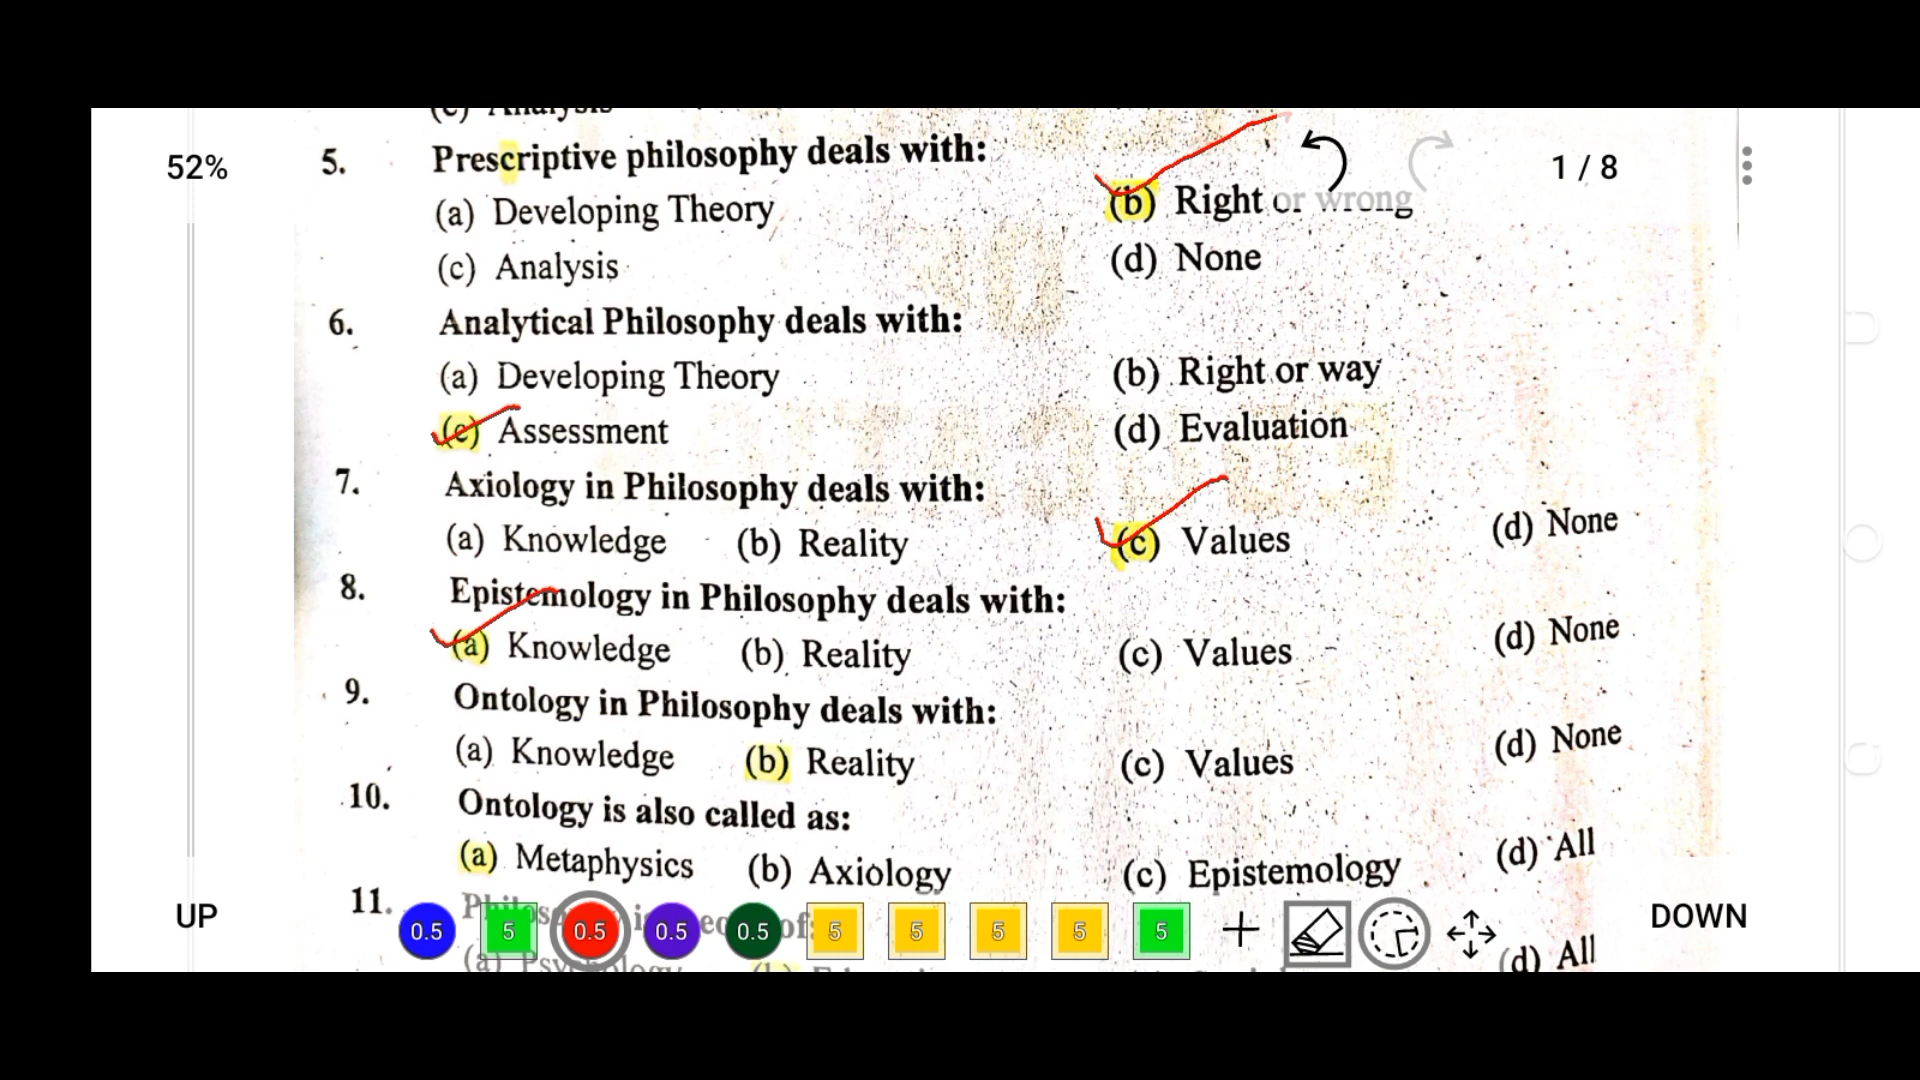 (c) Analysis
52%
5. Prescriptive philosophy deals with:
1 / 8
(a) Developing Theory (b) Right or wrong
(c) Analysis (d) None
6. Analytical Philosophy deals with:
(a) Developing Theory (b) Right or way
(c) Assessment (d) Evaluation
7. Axiology in Philosophy deals with:
(a) Knowledge (b) Reality (c) Values (d) None
8. Epistemology in Philosophy deals with:
(a) Knowledge (b) Reality (c) Values (d) None
9. Ontology in Philosophy deals with:
(a) Knowledge (b) Reality (c) Values (d) None
10. Ontology is also called as:
(a) Metaphysics (b) Axiology (c) Epistemology (d) All
11. of:
UP 0.5 5 0.5 0.5 0.5 5 5 5 5 5 DOWN
(a) Psychology (d) All